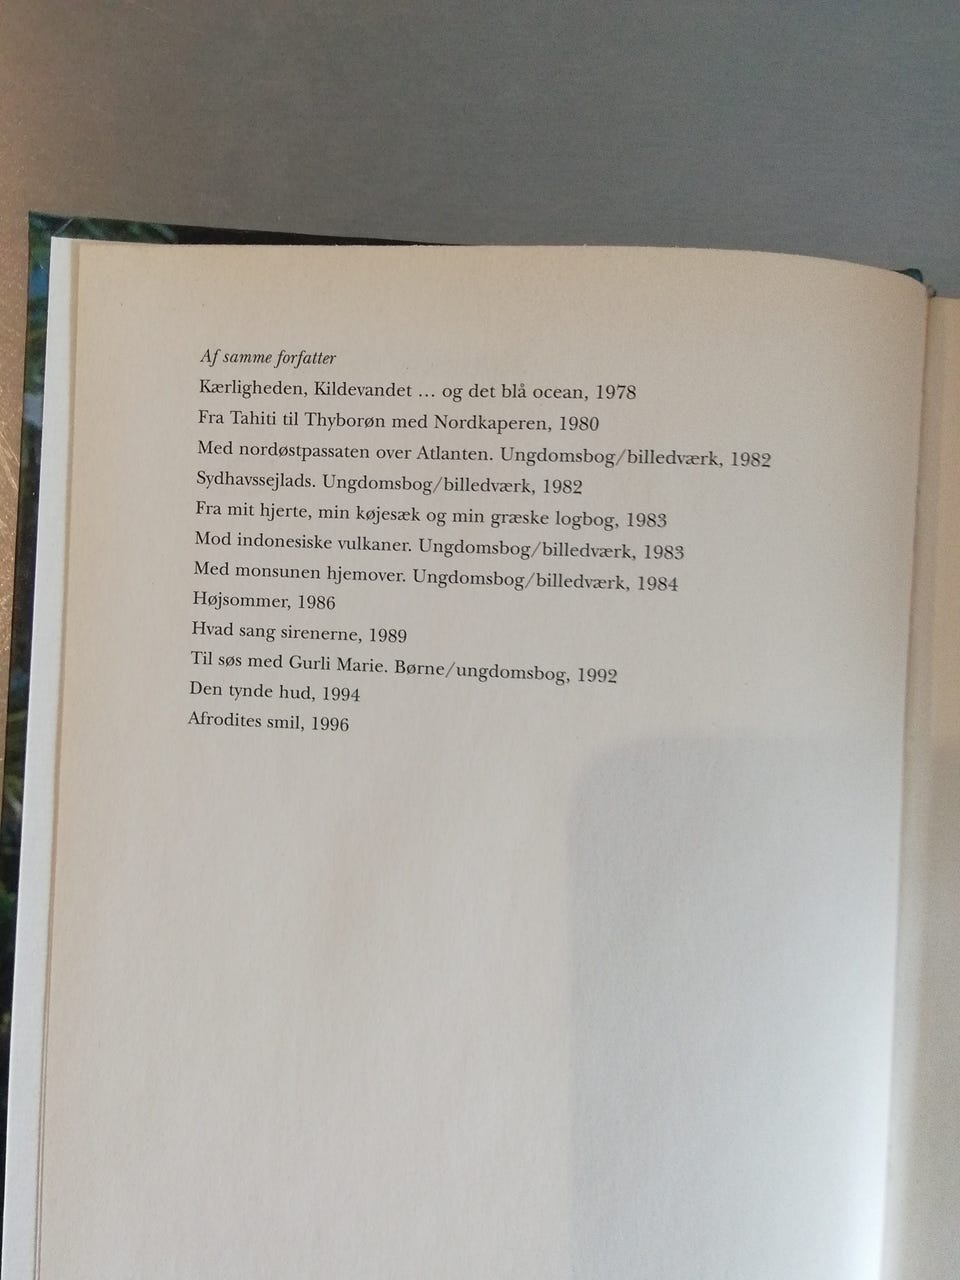 Af samme forfatter
Kærligheden, Kildevandet ... og det blå ocean, 1978
Fra Tahiti til Thyborøn med Nordkaperen, 1980
Med nordøstpassaten over Atlanten. Ungdomsbog/billedværk, 1982
Sydhavssejlads. Ungdomsbog/billedværk, 1982
Fra mit hjerte, min køjesæk og min græske logbog, 1983
Mod indonesiske vulkaner. Ungdomsbog/billedværk, 1983
Med monsunen hjemover. Ungdomsbog/billedværk, 1984
Højsommer, 1986
Hvad sang sirenerne, 1989
Til søs med Gurli Marie. Børne/ungdomsbog, 1992
Den tynde hud, 1994
Afrodites smil, 1996